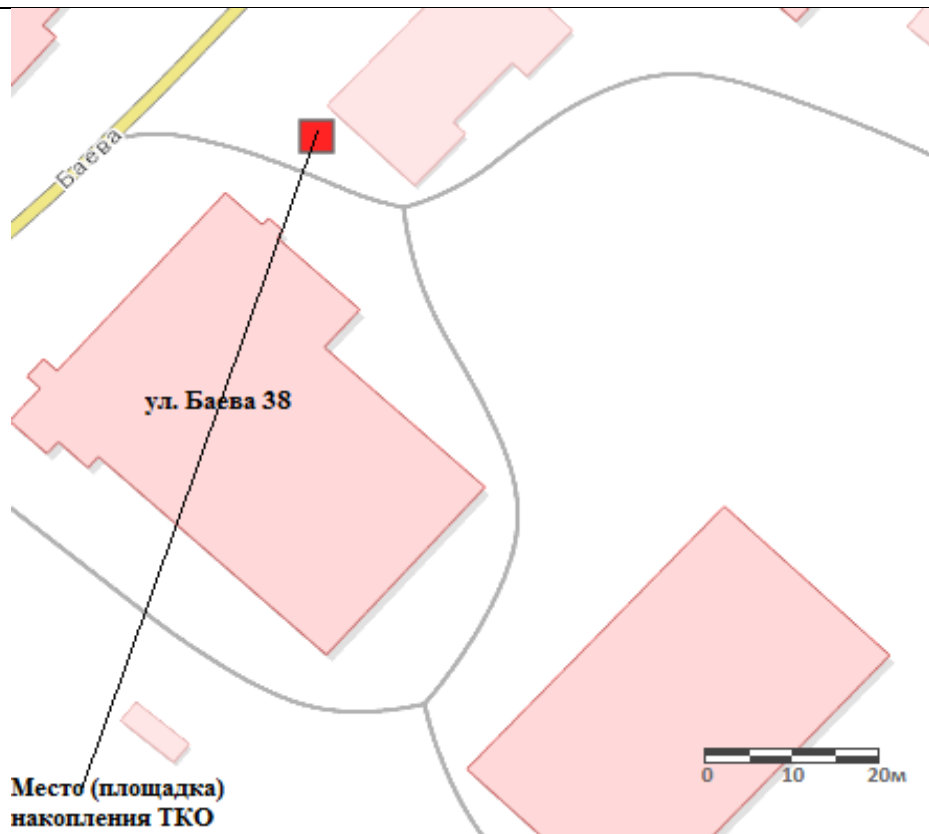 Баева
ул. Баева 38
0 10 20м
Место (площадка)
накопления ТКО